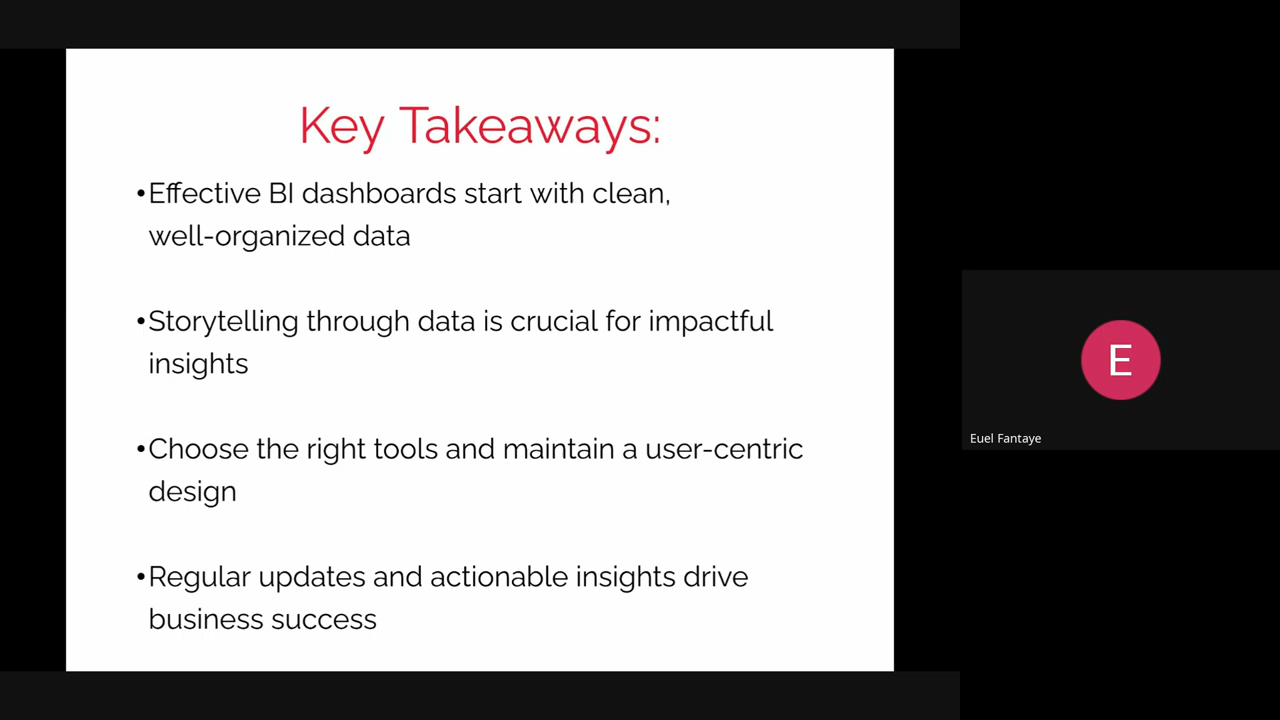 Key Takeaways:
•Effective BI dashboards start with clean,
well-organized data
•Storytelling through data is crucial for impactful
insights
•Choose the right tools and maintain a user-centric
design
•Regular updates and actionable insights drive
business success
E
Euel Fantaye